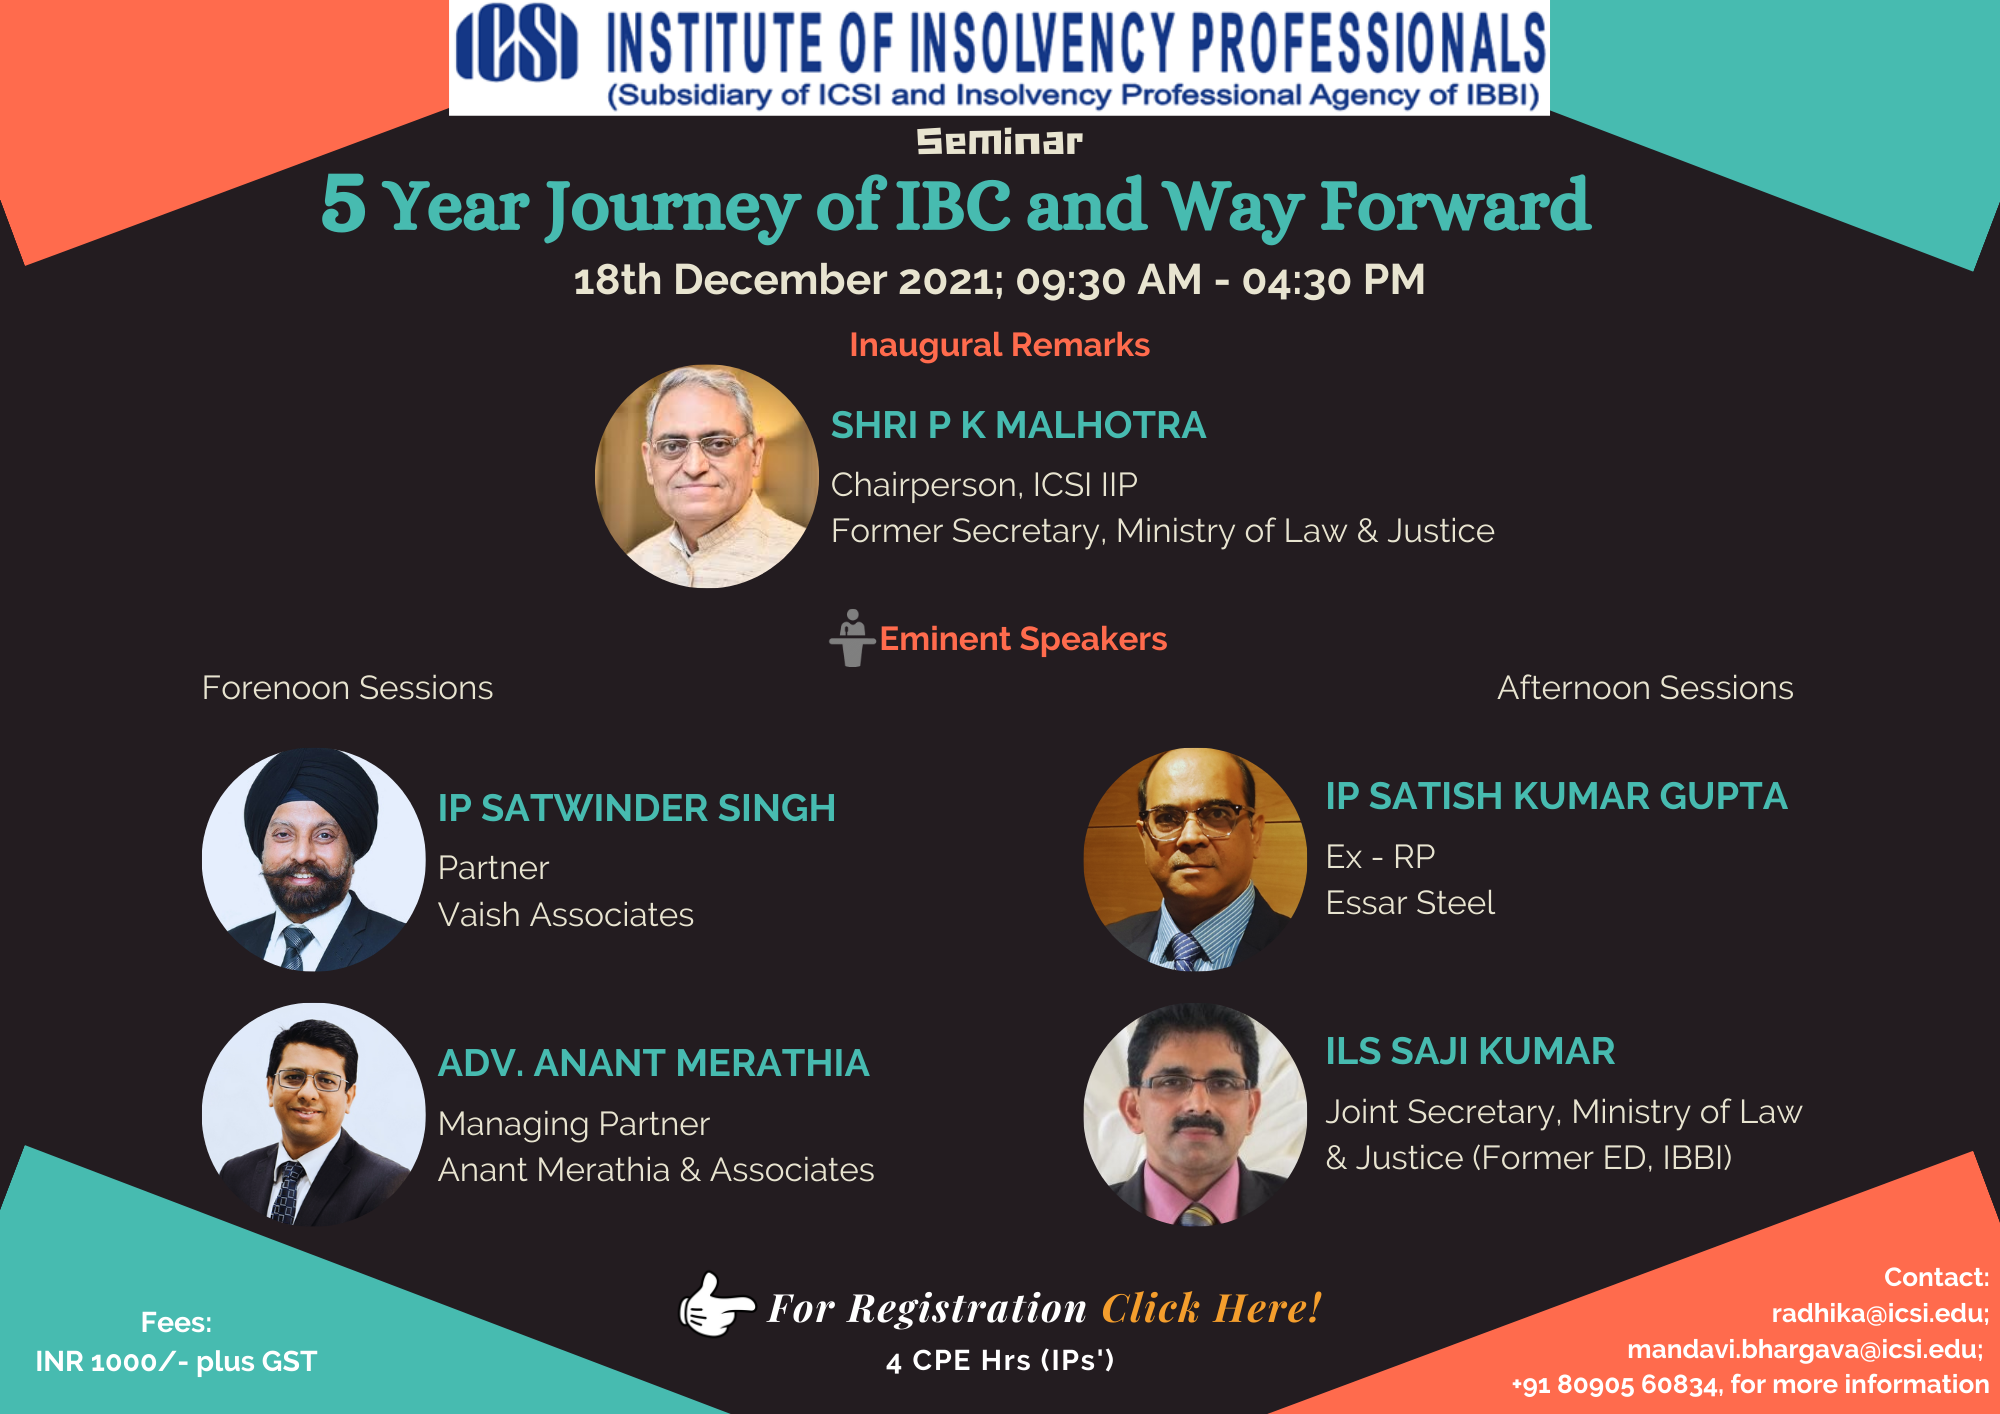 ICSI INSTITUTE OF INSOLVENCY PROFESSIONALS
(Subsidiary of ICSI and Insolvency Professional Agency of IBBI)
Seminar
5 Year Journey of IBC and Way Forward
18th December 2021; 09:30 AM - 04:30 PM
Inaugural Remarks
SHRI P K MALHOTRA
Chairperson, ICSI IIP
Former Secretary, Ministry of Law & Justice
Eminent Speakers
Forenoon Sessions
IP SATWINDER SINGH
Partner
Vaish Associates
ADV. ANANT MERATHIA
Managing Partner
Anant Merathia & Associates
Afternoon Sessions
IP SATISH KUMAR GUPTA
Ex - RP
Essar Steel
ILS SAJI KUMAR
Joint Secretary, Ministry of Law
& Justice (Former ED, IBBI)
Fees:
INR 1000/- plus GST
For Registration Click Here!
4 CPE Hrs (IPs')
Contact:
radhika@icsi.edu;
mandavi.bhargava@icsi.edu;
+91 80905 60834, for more information